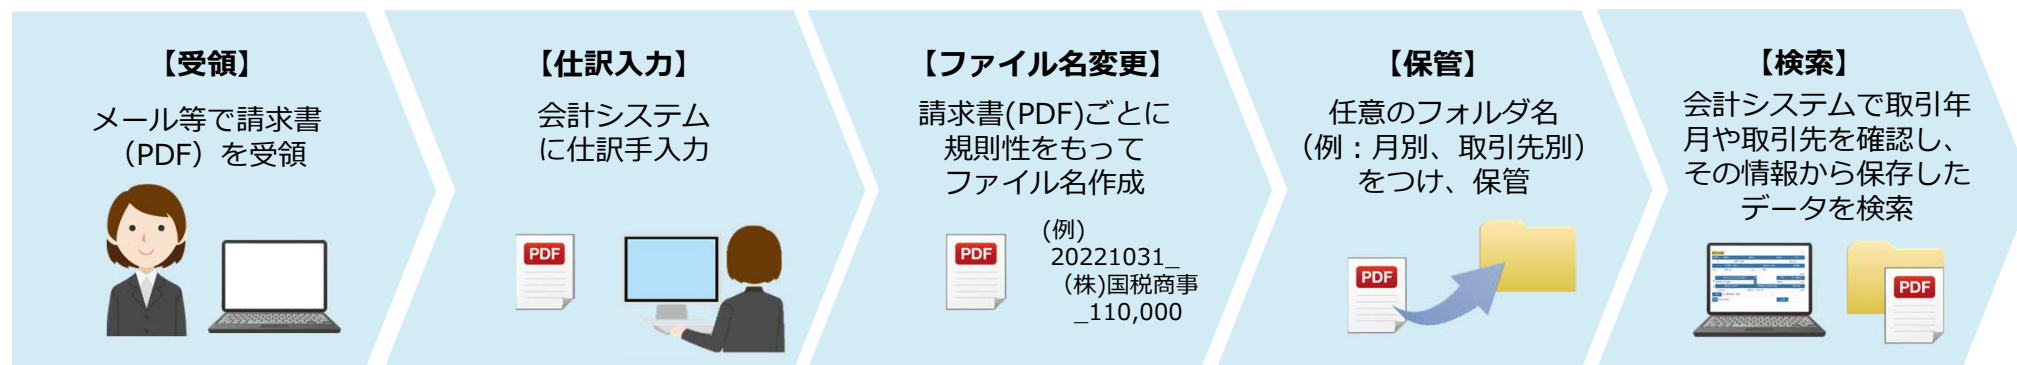 【受領】
メール等で請求書
（PDF）を受領
【仕訳入力】
会計システム
に仕訳手入力
PDF
【ファイル名変更】
請求書(PDF)ごとに
規則性をもって
ファイル名作成
PDF
(例)
20221031_
（株)国税商事
_110,000
【保管】
任意のフォルダ名
（例：月別、取引先別）
をつけ、保管
PDF
【検索】
会計システムで取引年
月や取引先を確認し、
その情報から保存した
データを検索
PDF